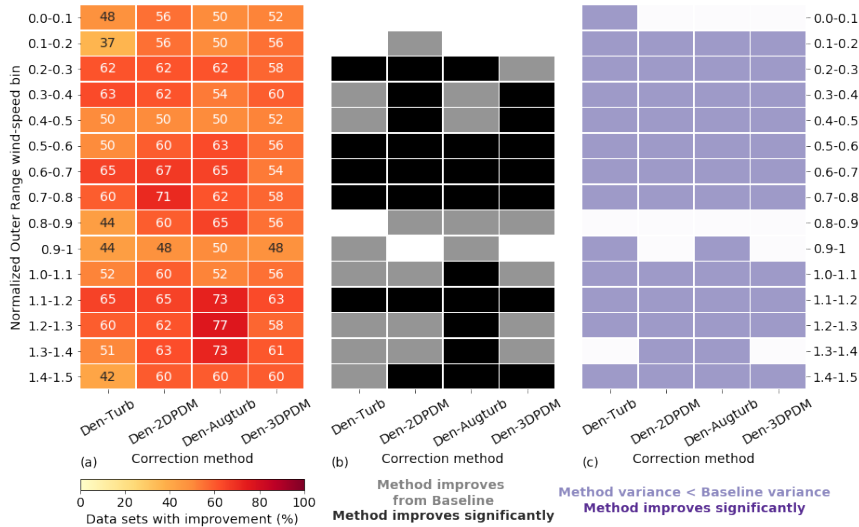 Normalized Outer Range wind-speed bin
0.0-0.1 48 56 50 52 0.0-0.1
0.1-0.2 37 56 50 56 0.1-0.2
0.2-0.3 62 62 62 58 0.2-0.3
0.3-0.4 63 62 54 60 0.3-0.4
0.4-0.5 50 50 50 52 0.4-0.5
0.5-0.6 50 60 63 56 0.5-0.6
0.6-0.7 65 67 65 54 0.6-0.7
0.7-0.8 60 71 62 58 0.7-0.8
0.8-0.9 44 60 65 56 0.8-0.9
0.9-1 44 48 50 48 0.9-1
1.0-1.1 52 60 52 56 1.0-1.1
1.1-1.2 65 65 73 63 1.1-1.2
1.2-1.3 60 62 77 58 1.2-1.3
1.3-1.4 51 63 73 61 1.3-1.4
1.4-1.5 42 60 60 60 1.4-1.5
Den-Turb Den-2DPDM Den-Augturb Den-3DPDM Den-Turb Den-2DPDM Den-Augturb Den-3DPDM Den-Turb Den-2DPDM Den-Augturb Den-3DPDM
(a) Correction method (b) Correction method (c) Correction method
0 20 40 60 80 100
Data sets with improvement (%)
Method improves
from Baseline
Method improves significantly
Method variance < Baseline variance
Method improves significantly